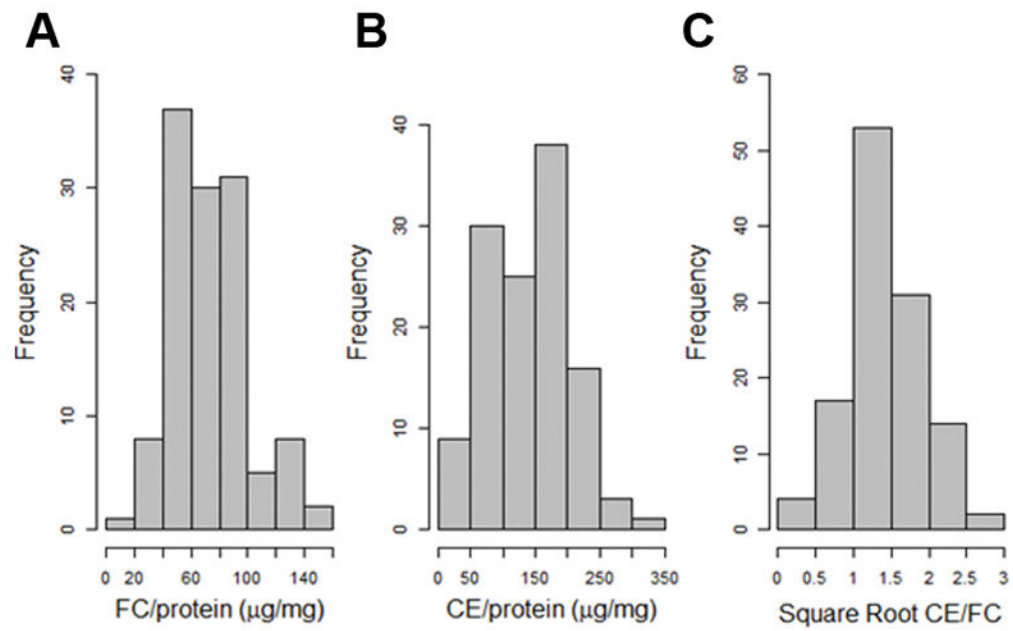 A
B
C
40
30
20
10
0
Frequency
0 20 60 100 140
FC/protein (μg/mg)
40
30
20
10
0
Frequency
0 50 150 250 350
CE/protein (μg/mg)
60
50
40
30
20
10
0
Frequency
0 0.5 1 1.5 2 2.5 3
Square Root CE/FC